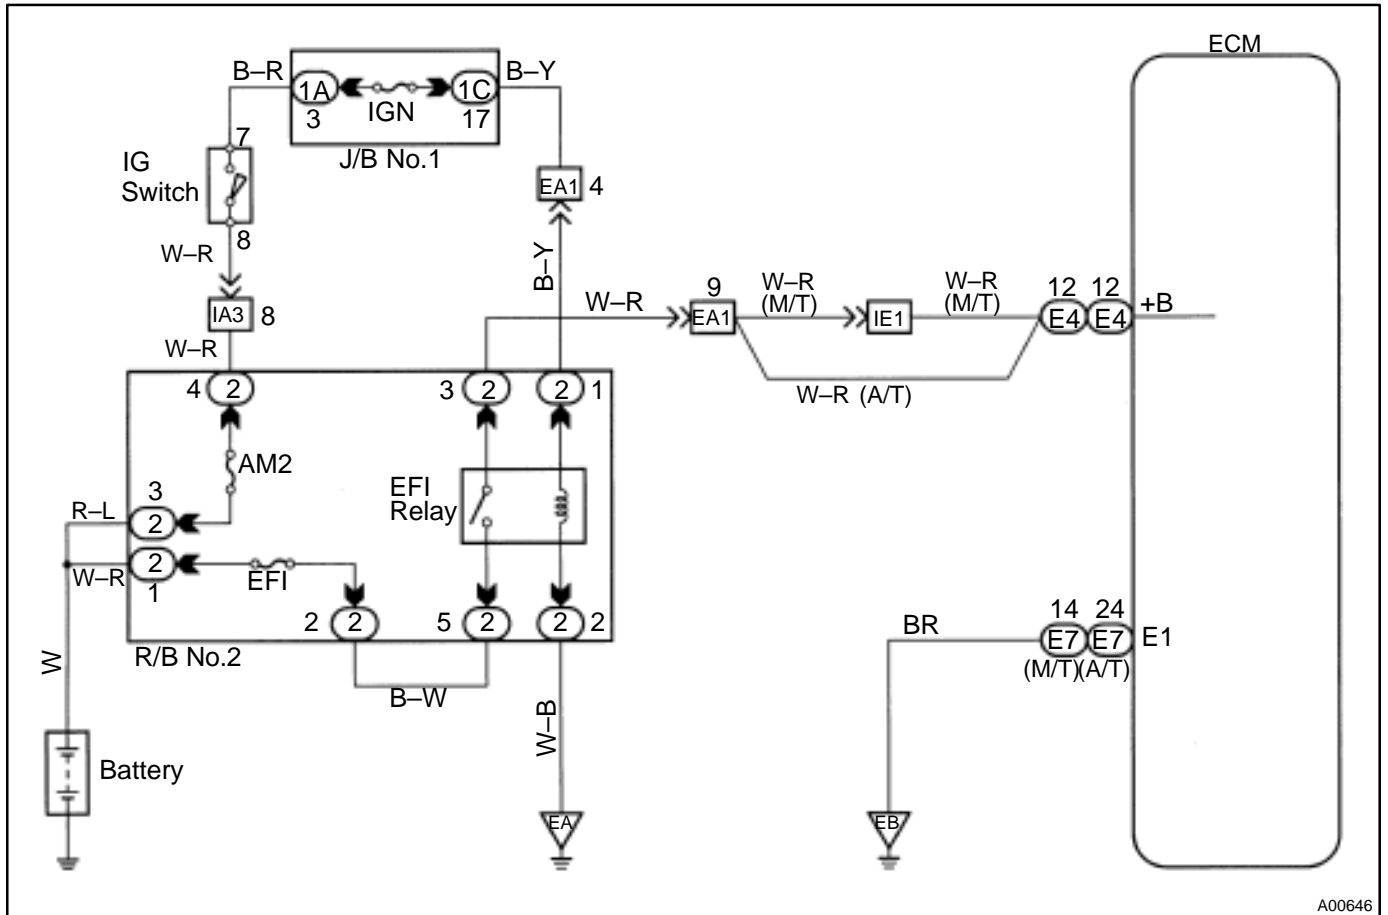 ECM
B–R
1A
IGN
1C
B–Y
3
17
J/B No.1
7
IG
Switch
8
EA1 4
W–R
B–Y
IA3 8
W–R
W–R
9
EA1
W–R
(M/T)
IE1
W–R
(M/T)
12 12
E4 E4
+B
W–R (A/T)
4 2
3 2
2 1
AM2
EFI
Relay
3
R–L
2
2
W–R
1
EFI
2 2
5 2
2 2
R/B No.2
B–W
W
W–B
Battery
EA
BR
14 24
E7 E7
E1
(M/T)(A/T)
EB
A00646